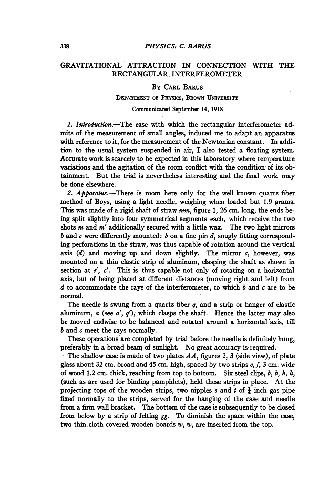 338
PHYSICS: C. BARUS
GRAVITATIONAL ATTRACTION IN CONNECTION WITH THE
RECTANGULAR INTERFEROMETER
BY CARL BARUS
DEPARTMENT OF PHYSICS, BROWN UNIVERSITY
Communicated September 14, 1918
1. Introduction.—The ease with which the rectangular interferometer ad-
mits of the measurement of small angles, induced me to adapt an apparatus
with reference to it, for the measurement of the Newtonian constant. In addi-
tion to the usual system suspended in air, I also tested a floating system.
Accurate work is scarcely to be expected in this laboratory where temperature
variations and the agitation of the room conflict with the condition of its ob-
tainment. But the trial is nevertheless interesting and the final work may
be done elsewhere.
2. Apparatus.—There is room here only for the well known quartz fiber
method of Boys, using a light needle, weighing when loaded but 1.9 grams.
This was made of a rigid shaft of straw mm, figure 1, 26 cm. long, the ends be-
ing split slightly into four symmetrical segments each, which receive the two
shots m and m' additionally secured with a little wax. The two light mirrors
b and c were differently mounted: b on a fine pin d, snugly fitting correspond-
ing perforations in the straw, was thus capable of rotation around the vertical
axis (d) and moving up and down slightly. The mirror c, however, was
mounted on a thin elastic strip of aluminum, clasping the shaft as shown in
section at s', c'. This is thus capable not only of rotating on a horizontal
axis, but of being placed at different distances (moving right and left) from
d to accommodate the rays of the interferometer, to which b and c are to be
normal.
The needle is swung from a quartz fiber q, and a strip or hanger of elastic
aluminum, a (see a', q'), which clasps the shaft. Hence the latter may also
be moved endwise to be balanced and rotated around a horizontal axis, till
b and c meet the rays normally.
These operations are completed by trial before the needle is definitely hung,
preferably in a broad beam of sunlight. No great accuracy is required.
The shallow case is made of two plates AA, figures 2, 3 (side view), of plate
glass about 32 cm. broad and 45 cm. high, spaced by two strips e, f, 3 cm. wide
of wood 1.2 cm. thick, reaching from top to bottom. Six steel clips, h, h, h, h,
(such as are used for binding pamphlets), held these strips in place. At the
projecting tops of the wooden strips, two nipples s and t of ¼ inch gas pipe
fixed normally to the strips, served for the hanging of the case and needle
from a firm wall bracket. The bottom of the case is subsequently to be closed
from below by a strip of felting gg. To diminish the space within the case,
two thin cloth covered wooden boards w, w, are inserted from the top.